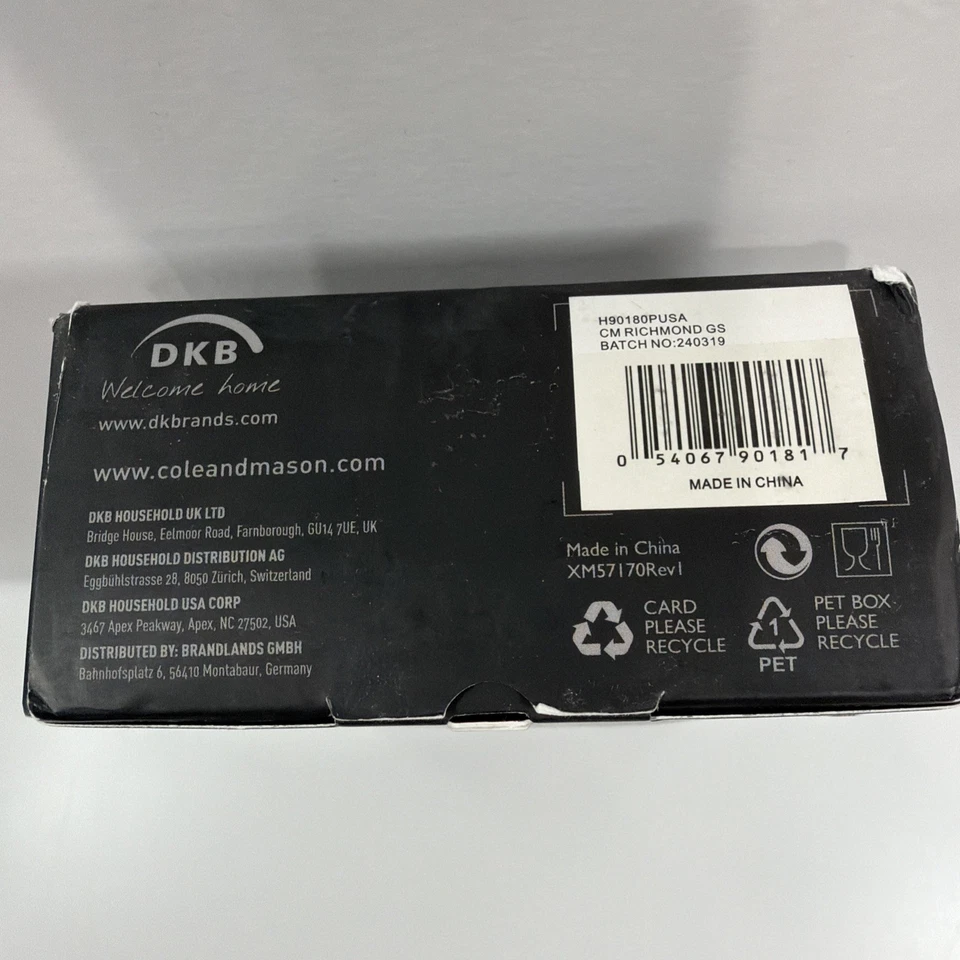 DKB
Welcome home
www.dkbrands.com
www.coleandmason.com
DKB HOUSEHOLD UK LTD
Bridge House, Eelmoor Road, Farnborough, GU14 7UE, UK
DKB HOUSEHOLD DISTRIBUTION AG
Eggbühlstrasse 28, 8050 Zürich, Switzerland
DKB HOUSEHOLD USA CORP
3467 Apex Peakway, Apex, NC 27502, USA
DISTRIBUTED BY: BRANDLANDS GMBH
Bahnhofsplatz 6, 56410 Montabaur, Germany
H90180PUSA
CM RICHMOND GS
BATCH NO:240319
0 54067 90181 7
MADE IN CHINA
Made in China
XM57170Rev1
CARD
PLEASE
RECYCLE
1
PET
PET BOX
PLEASE
RECYCLE